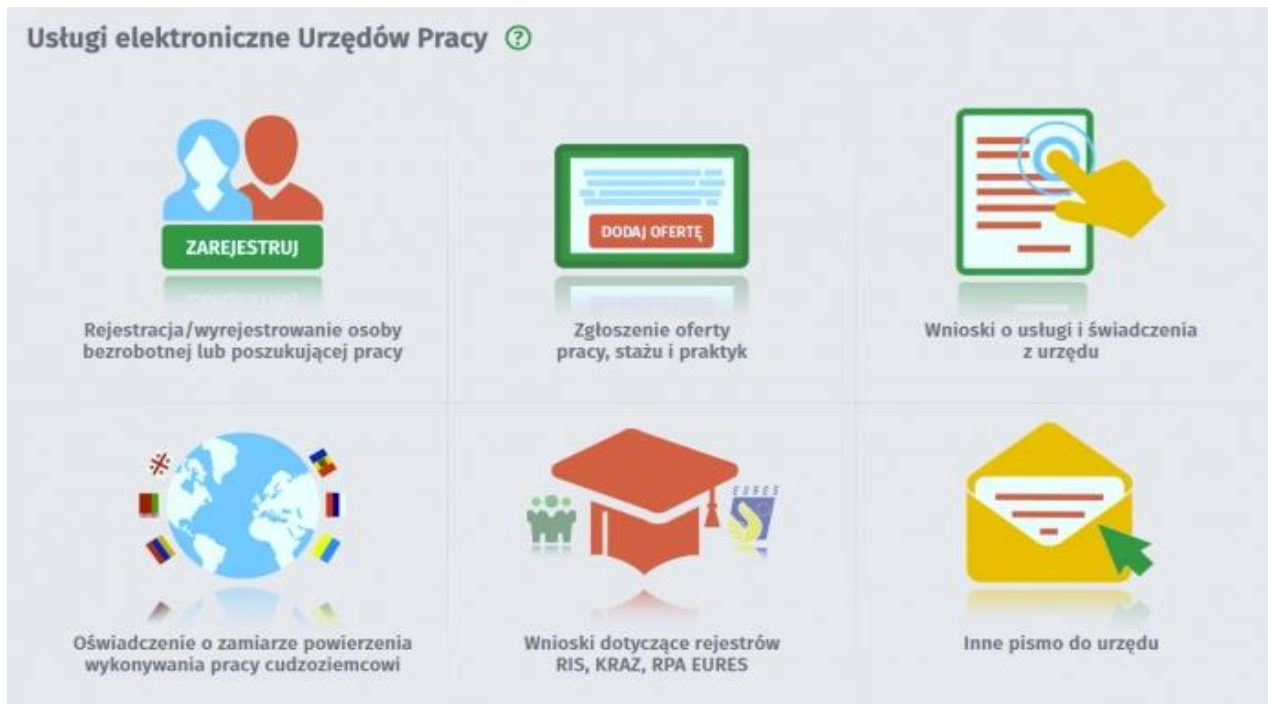 Usługi elektroniczne Urzędów Pracy ?
ZAREJESTRUJ
Rejestracja/wyrejestrowanie osoby
bezrobotnej lub poszukującej pracy
DODAJ OFERTĘ
Zgłoszenie oferty
pracy, stażu i praktyk
Wnioski o usługi i świadczenia
z urzędu
Oświadczenie o zamiarze powierzenia
wykonywania pracy cudzoziemcowi
EURES
Wnioski dotyczące rejestrów
RIS, KRAZ, RPA EURES
Inne pismo do urzędu